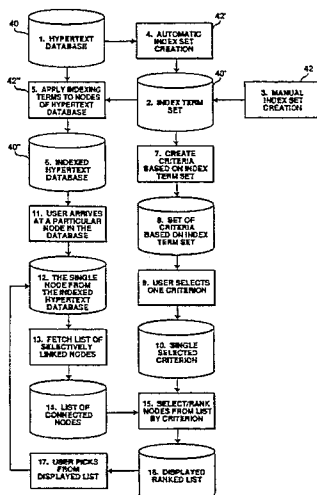 40
1. HYPERTEXT
DATABASE
42'
4. AUTOMATIC
INDEX SET
CREATION
42"
5. APPLY INDEXING
TERMS TO NODES
OF HYPERTEXT
DATABASE
40'
2. INDEX TERM
SET
42
3. MANUAL
INDEX SET
CREATION
40"
6. INDEXED
HYPERTEXT
DATABASE
7. CREATE
CRITERIA
BASED ON INDEX
TERM SET
11. USER ARRIVES
AT A PARTICULAR
NODE IN THE
DATABASE
8. SET OF
CRITERIA BASED
ON INDEX TERM
SET
12. THE SINGLE
NODE FROM
THE INDEXED
HYPERTEXT
DATABASE
9. USER SELECTS
ONE CRITERION
13. FETCH LIST OF
SELECTIVELY
LINKED NODES
10. SINGLE
SELECTED
CRITERION
14. LIST OF
CONNECTED
NODES
15. SELECT/RANK
NODES FROM LIST
BY CRITERION
17. USER PICKS
FROM
DISPLAYED LIST
16. DISPLAYED
RANKED LIST